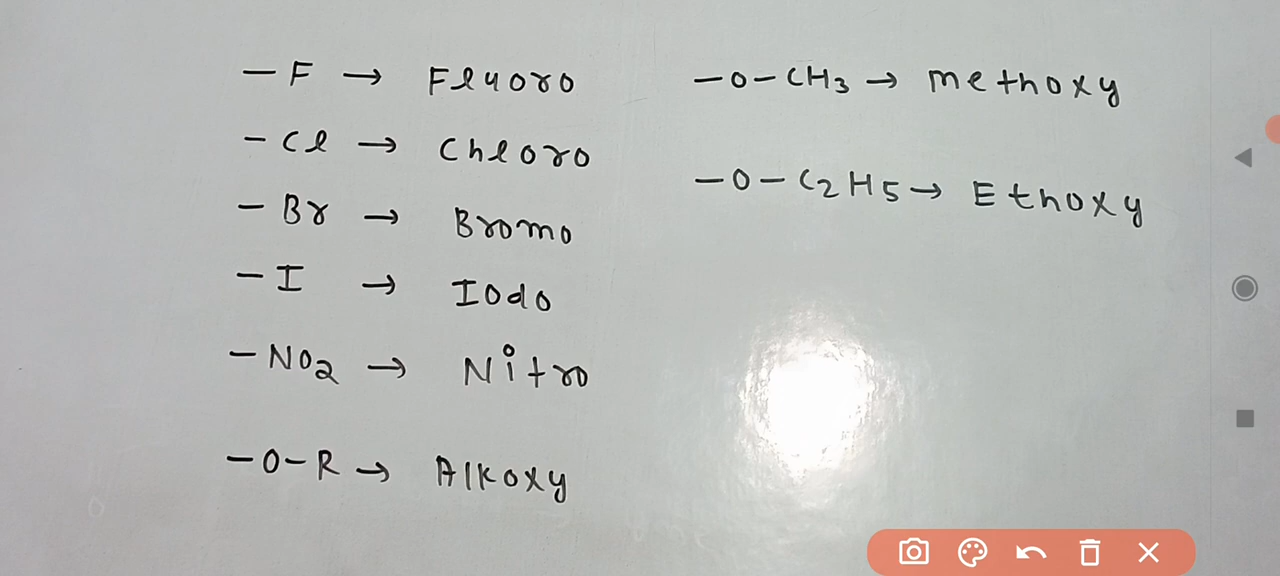 — F → Fluoro
— Cl → Chloro
— Br → Bromo
— I → Iodo
— NO2 → Nitro
— O — R → Alkoxy
— O — CH3 → methoxy
— O — C2H5 → Ethoxy